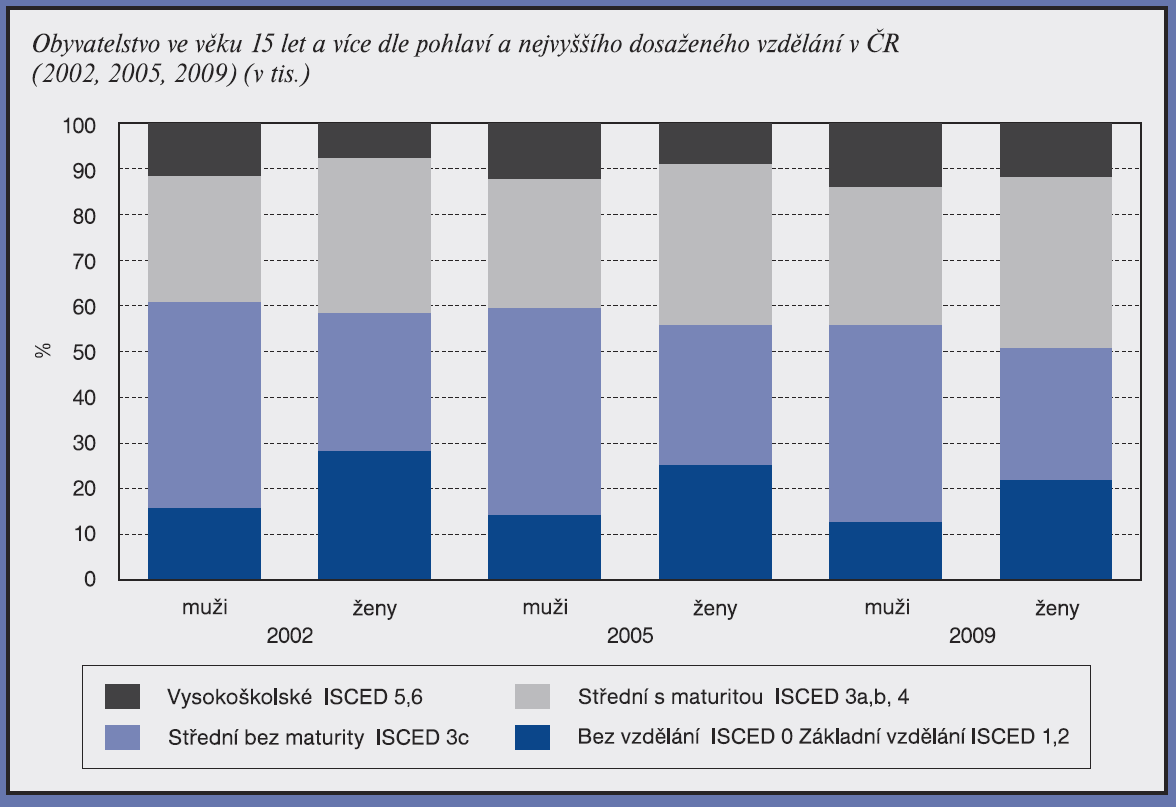 Obyvatelstvo ve věku 15 let a více dle pohlaví a nejvyššího dosaženého vzdělání v ČR
(2002, 2005, 2009) (v tis.)
100
90
80
70
60
50
40
30
20
10
0
%
muži ženy muži ženy muži ženy
2002 2005 2009
Vysokoškolské ISCED 5,6 Střední s maturitou ISCED 3a,b, 4
Střední bez maturity ISCED 3c Bez vzdělání ISCED 0 Základní vzdělání ISCED 1,2